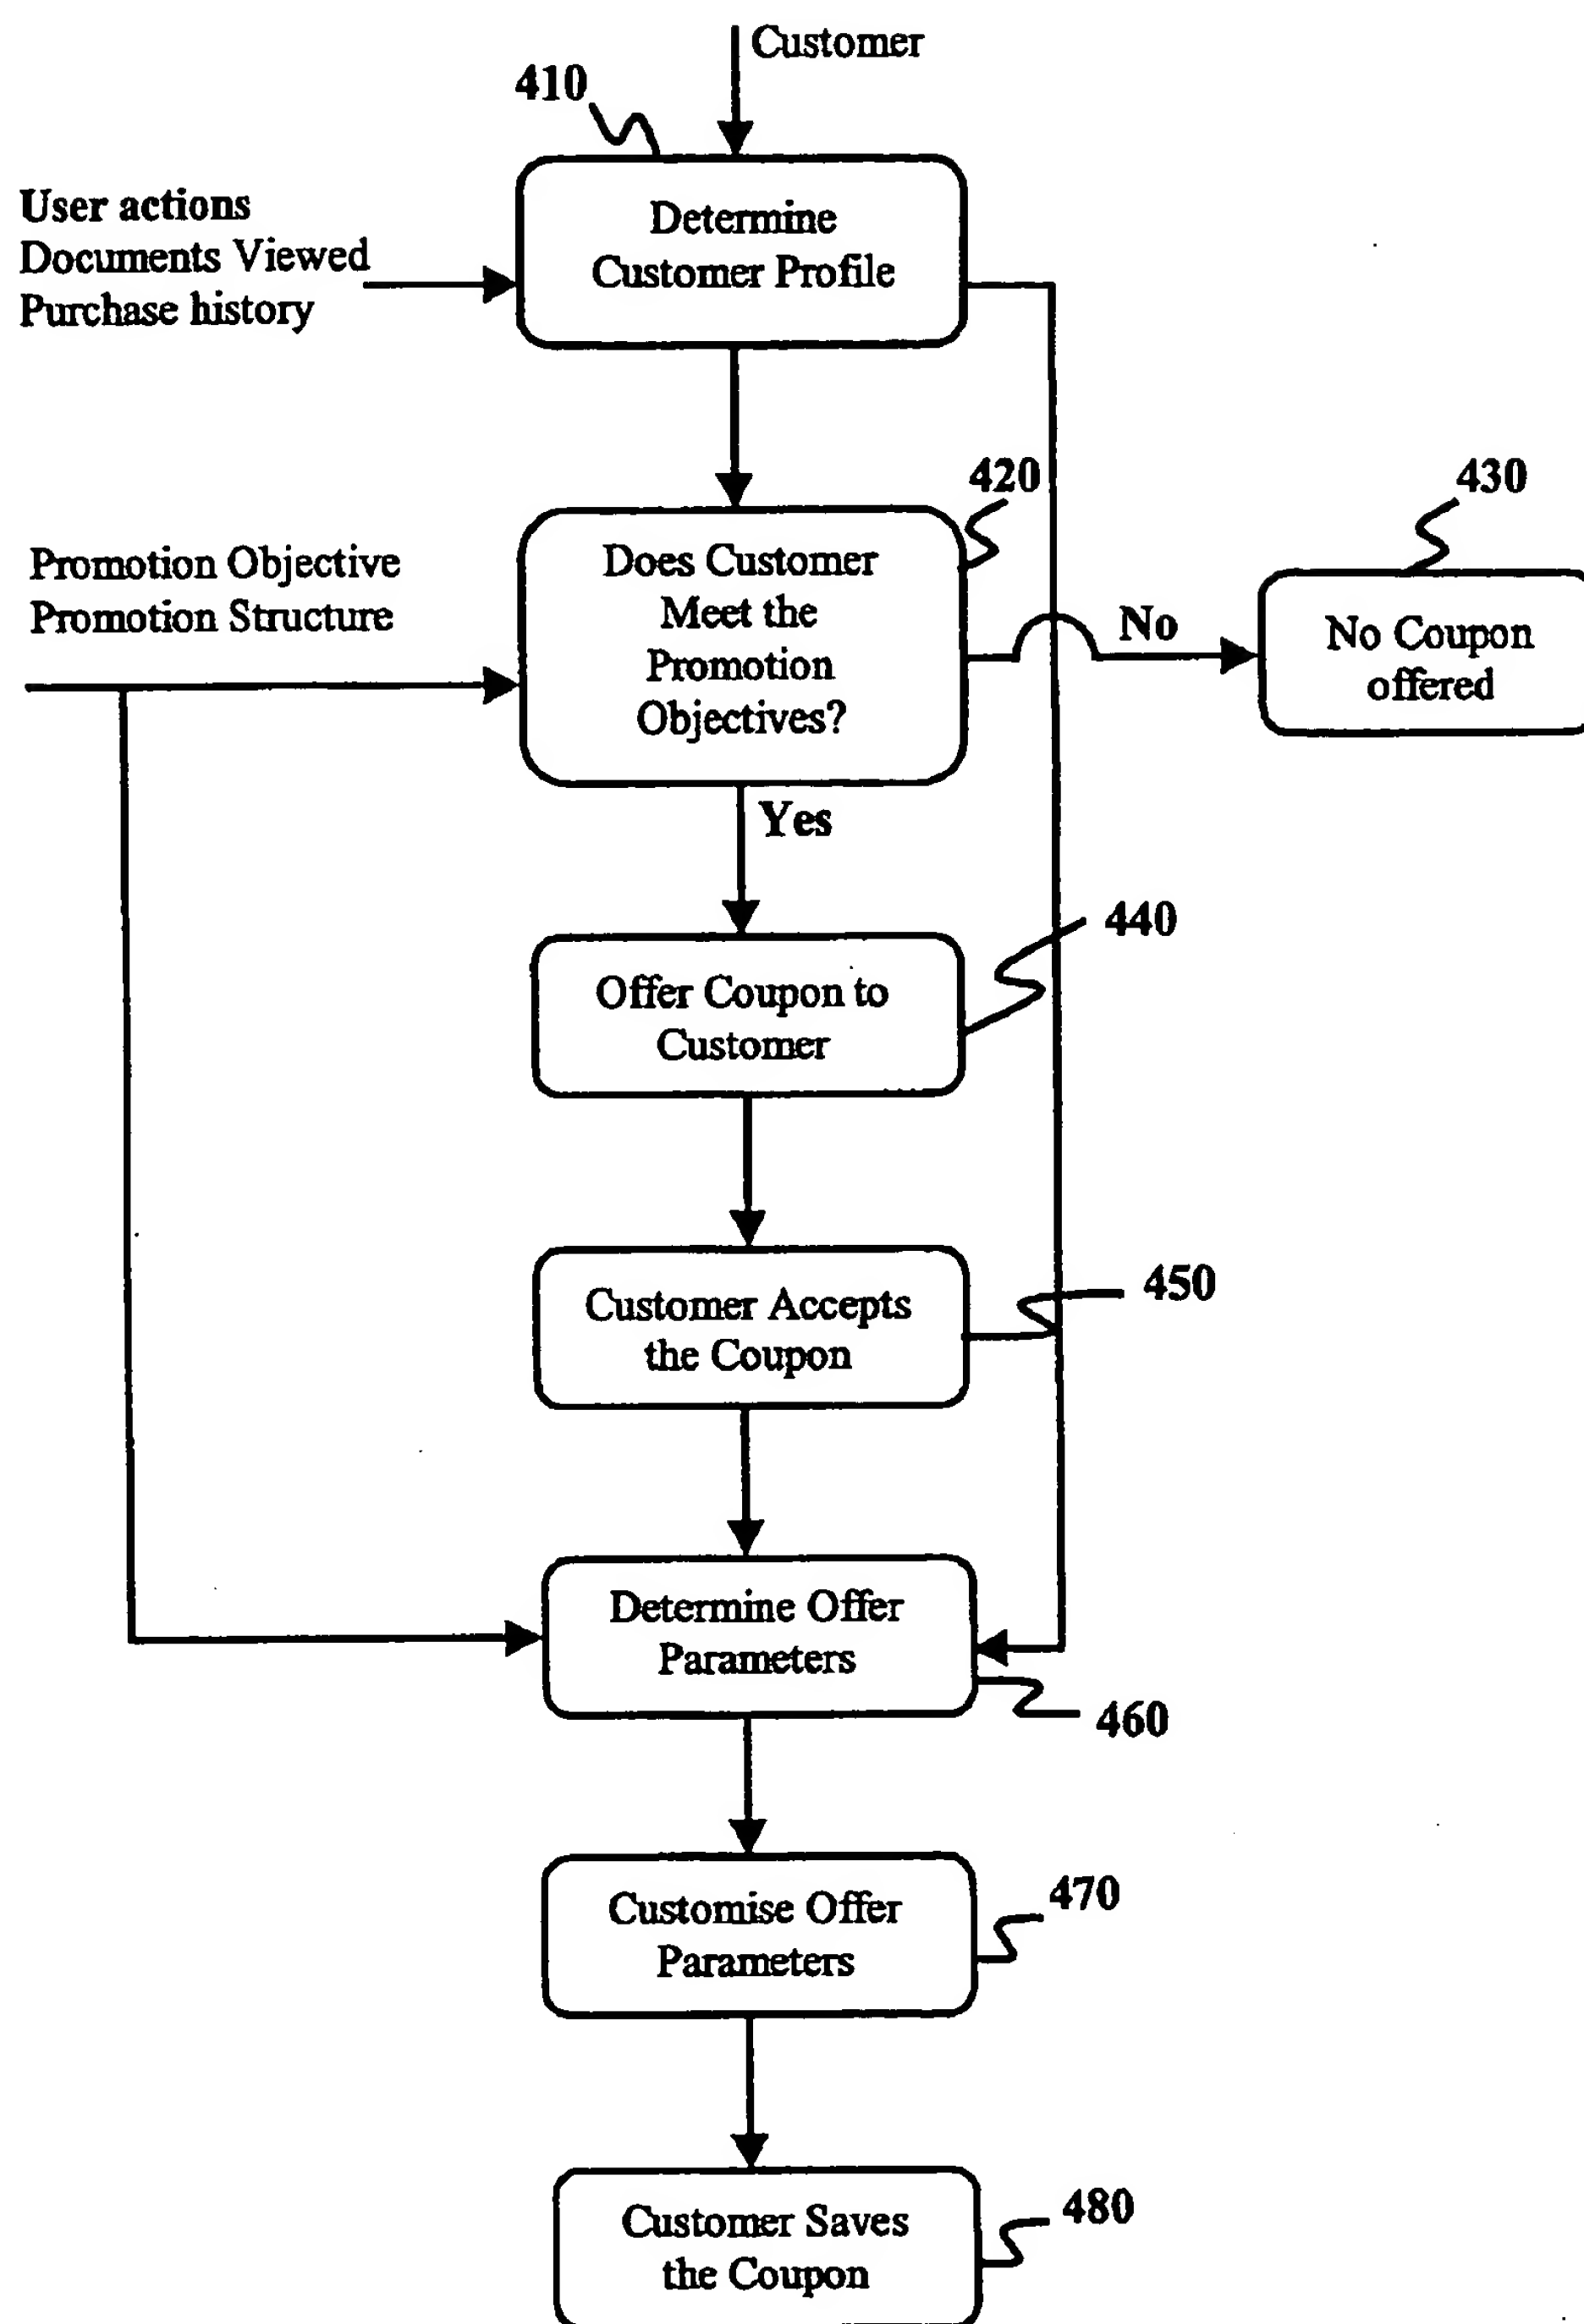 Customer
410
User actions
Documents Viewed
Purchase history
Determine
Customer Profile
420
430
Promotion Objective
Promotion Structure
Does Customer
Meet the
Promotion
Objectives?
No
No Coupon
offered
Yes
440
Offer Coupon to
Customer
450
Customer Accepts
the Coupon
Determine Offer
Parameters
460
470
Customise Offer
Parameters
480
Customer Saves
the Coupon